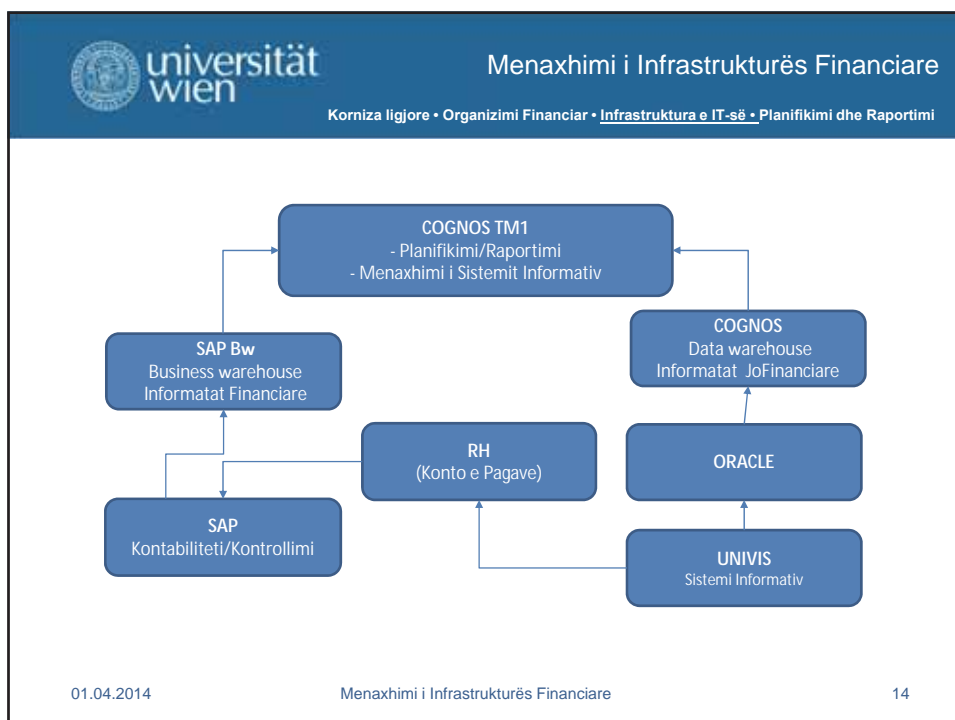 universität
wien
Menaxhimi i Infrastrukturës Financiare
Korniza ligjore • Organizimi Financiar • Infrastruktura e IT-së • Planifikimi dhe Raportimi
COGNOS TM1
- Planifikimi/Raportimi
- Menaxhimi i Sistemit Informativ
SAP Bw
Business warehouse
Informatat Financiare
COGNOS
Data warehouse
Informatat JoFinanciare
RH
(Konto e Pagave)
ORACLE
SAP
Kontabiliteti/Kontrollimi
UNIVIS
Sistemi Informativ
01.04.2014
Menaxhimi i Infrastrukturës Financiare
14